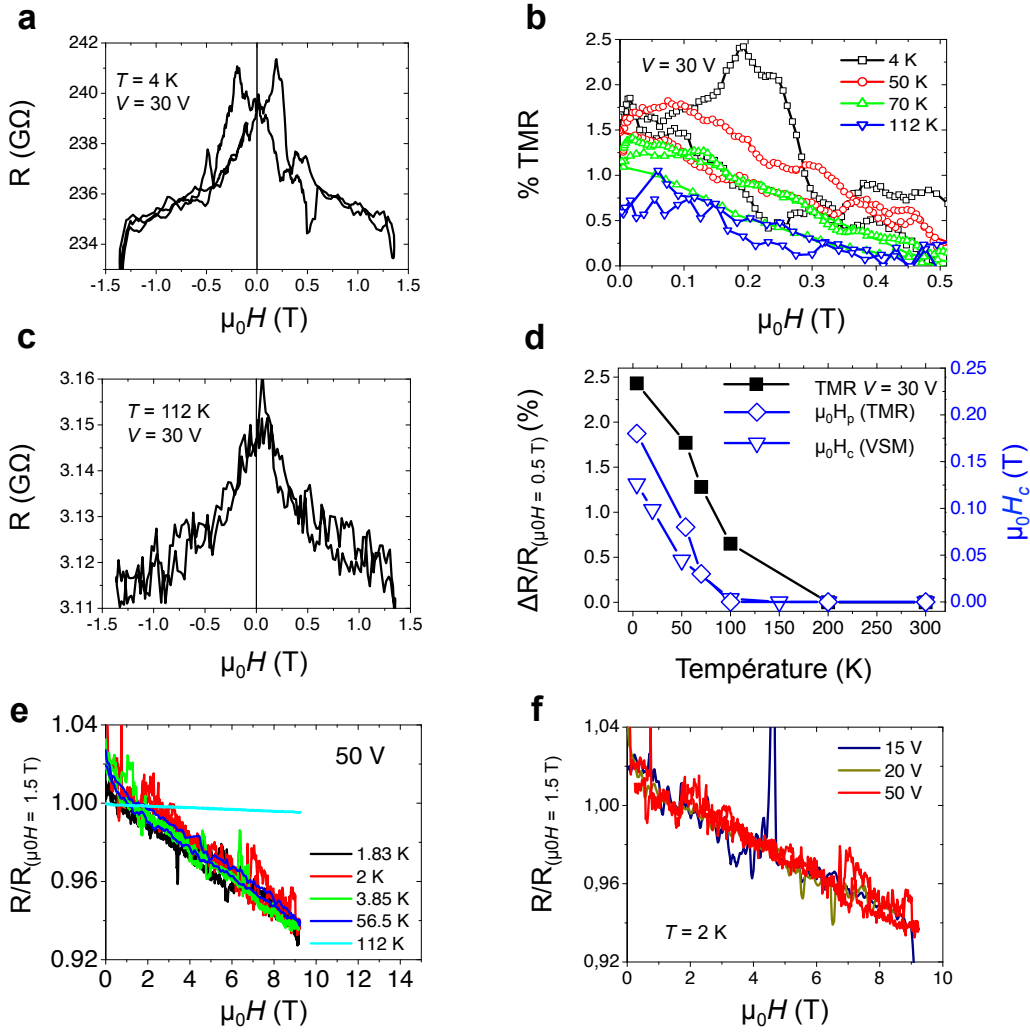 a
R (GΩ)
242
240
238
236
234
T = 4 K
V = 30 V
-1.5 -1.0 -0.5 0.0 0.5 1.0 1.5
μ₀H (T)
b
% TMR
2.5
2.0
1.5
1.0
0.5
0.0
V = 30 V
4 K
50 K
70 K
112 K
0.0 0.1 0.2 0.3 0.4 0.5
μ₀H (T)
c
R (GΩ)
3.16
3.15
3.14
3.13
3.12
3.11
T = 112 K
V = 30 V
-1.5 -1.0 -0.5 0.0 0.5 1.0 1.5
μ₀H (T)
d
ΔR/R(μ0H = 0.5 T) (%)
2.5
2.0
1.5
1.0
0.5
0.0
TMR V = 30 V
μ₀Hp (TMR)
μ₀Hc (VSM)
0.25
0.20
0.15
0.10
0.05
0.00
μ₀Hc (T)
0 50 100 150 200 250 300
Température (K)
e
R/R(μ0H = 1.5 T)
1.04
1.00
0.96
0.92
50 V
1.83 K
2 K
3.85 K
56.5 K
112 K
0 2 4 6 8 10 12 14
μ₀H (T)
f
R/R(μ0H = 1.5 T)
1,04
1,00
0,96
0,92
15 V
20 V
50 V
T = 2 K
0 2 4 6 8 10
μ₀H (T)